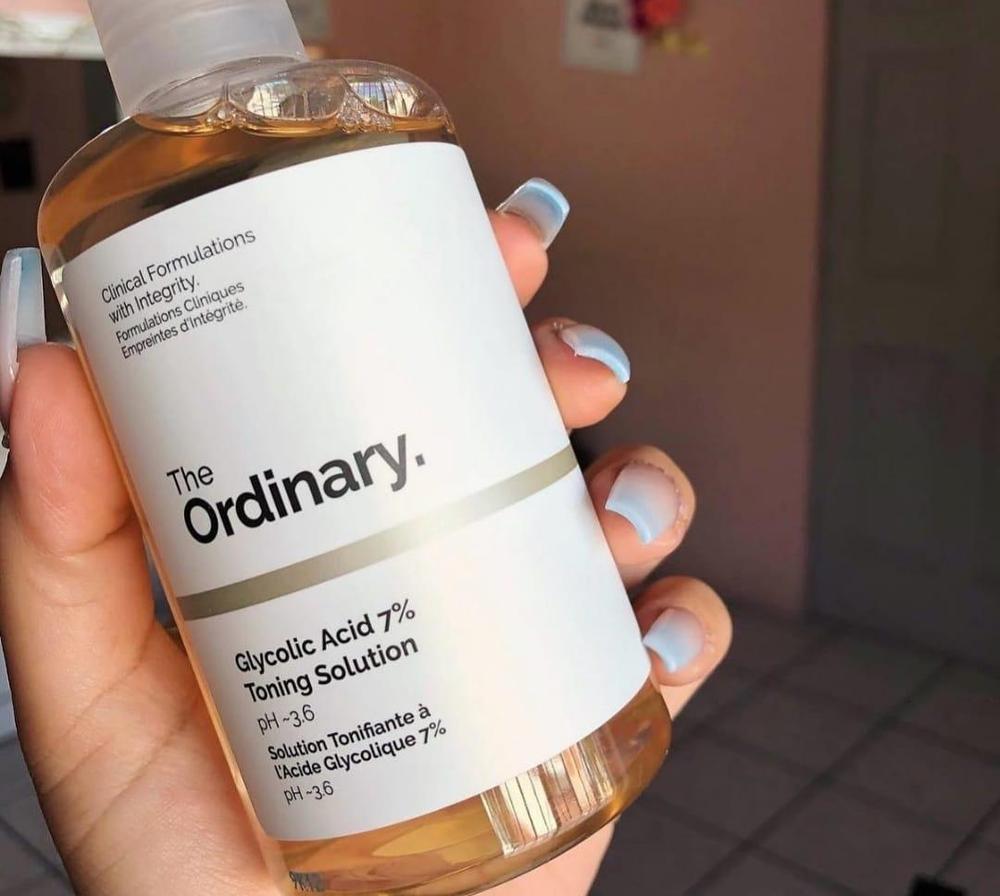 Clinical Formulations
with Integrity.
Formulations Cliniques
Empreintes d'Intégrité.
The
Ordinary.
Glycolic Acid 7%
Toning Solution
pH ~3.6
Solution Tonifiante à
l'Acide Glycolique 7%
pH ~3.6